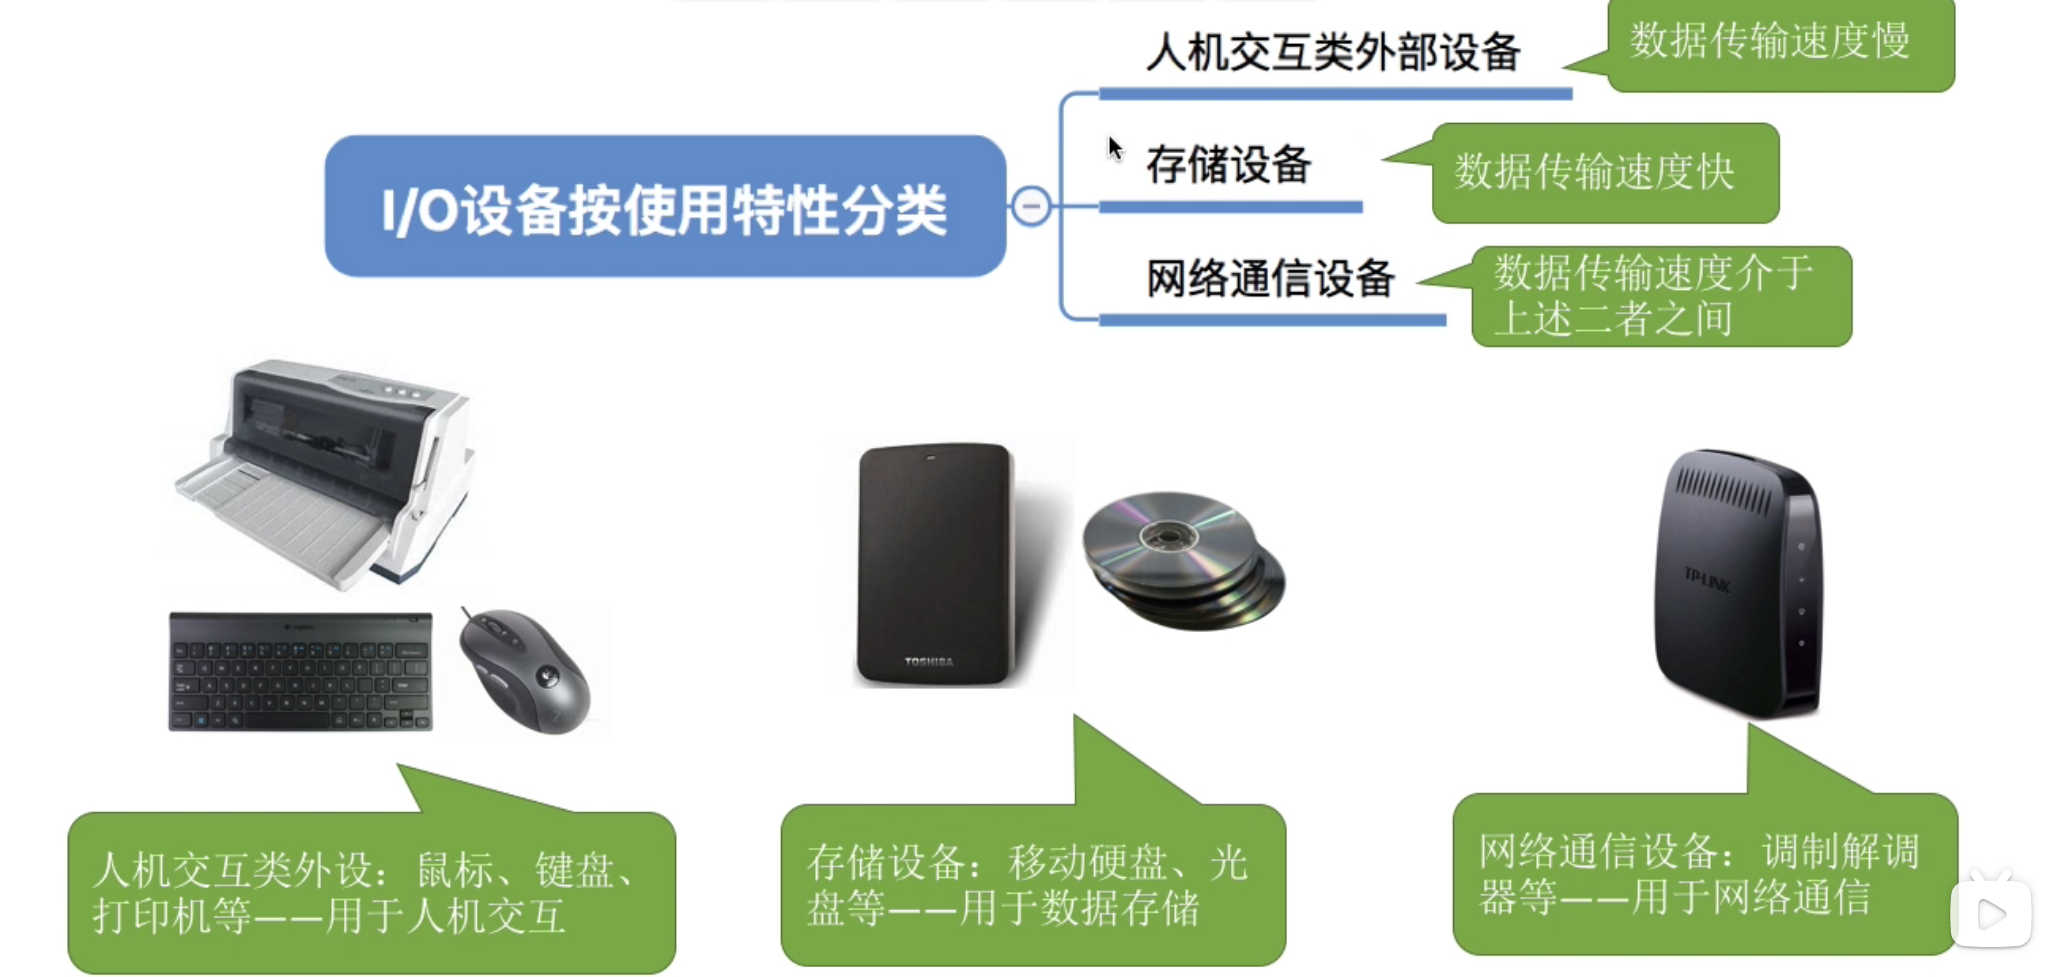 人机交互类外部设备
数据传输速度慢
存储设备
数据传输速度快
I/O设备按使用特性分类
网络通信设备
数据传输速度介于
上述二者之间
TOSHIBA
TP-LINK
人机交互类外设：鼠标、键盘、
打印机等——用于人机交互
存储设备：移动硬盘、光
盘等——用于数据存储
网络通信设备：调制解调
器等——用于网络通信